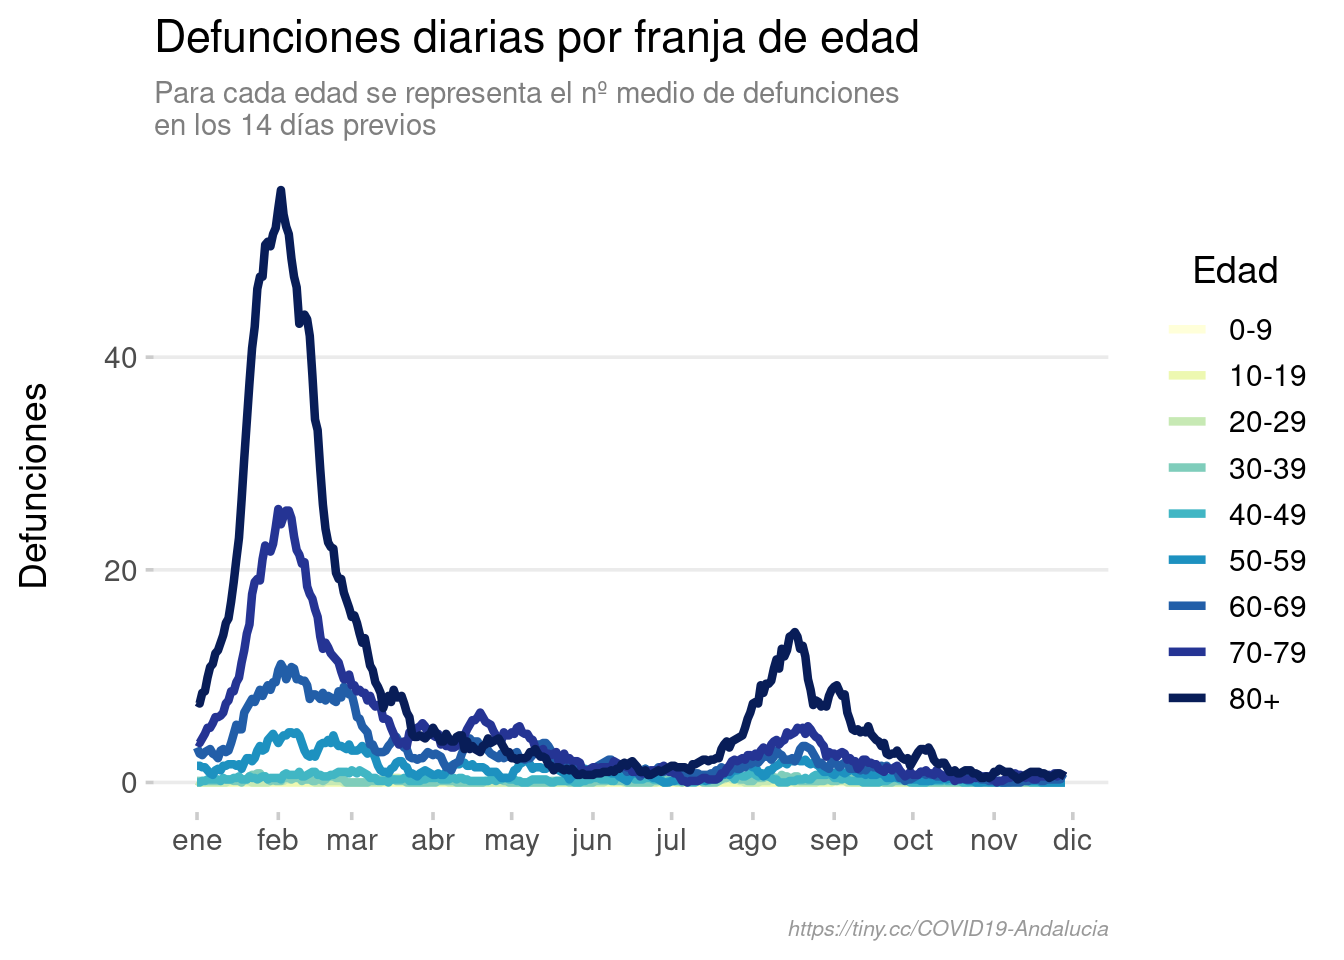 Defunciones diarias por franja de edad
Para cada edad se representa el nº medio de defunciones
en los 14 días previos
Defunciones
40
20
0
ene feb mar abr may jun jul ago sep oct nov dic
Edad
0-9
10-19
20-29
30-39
40-49
50-59
60-69
70-79
80+
https://tiny.cc/COVID19-Andalucia